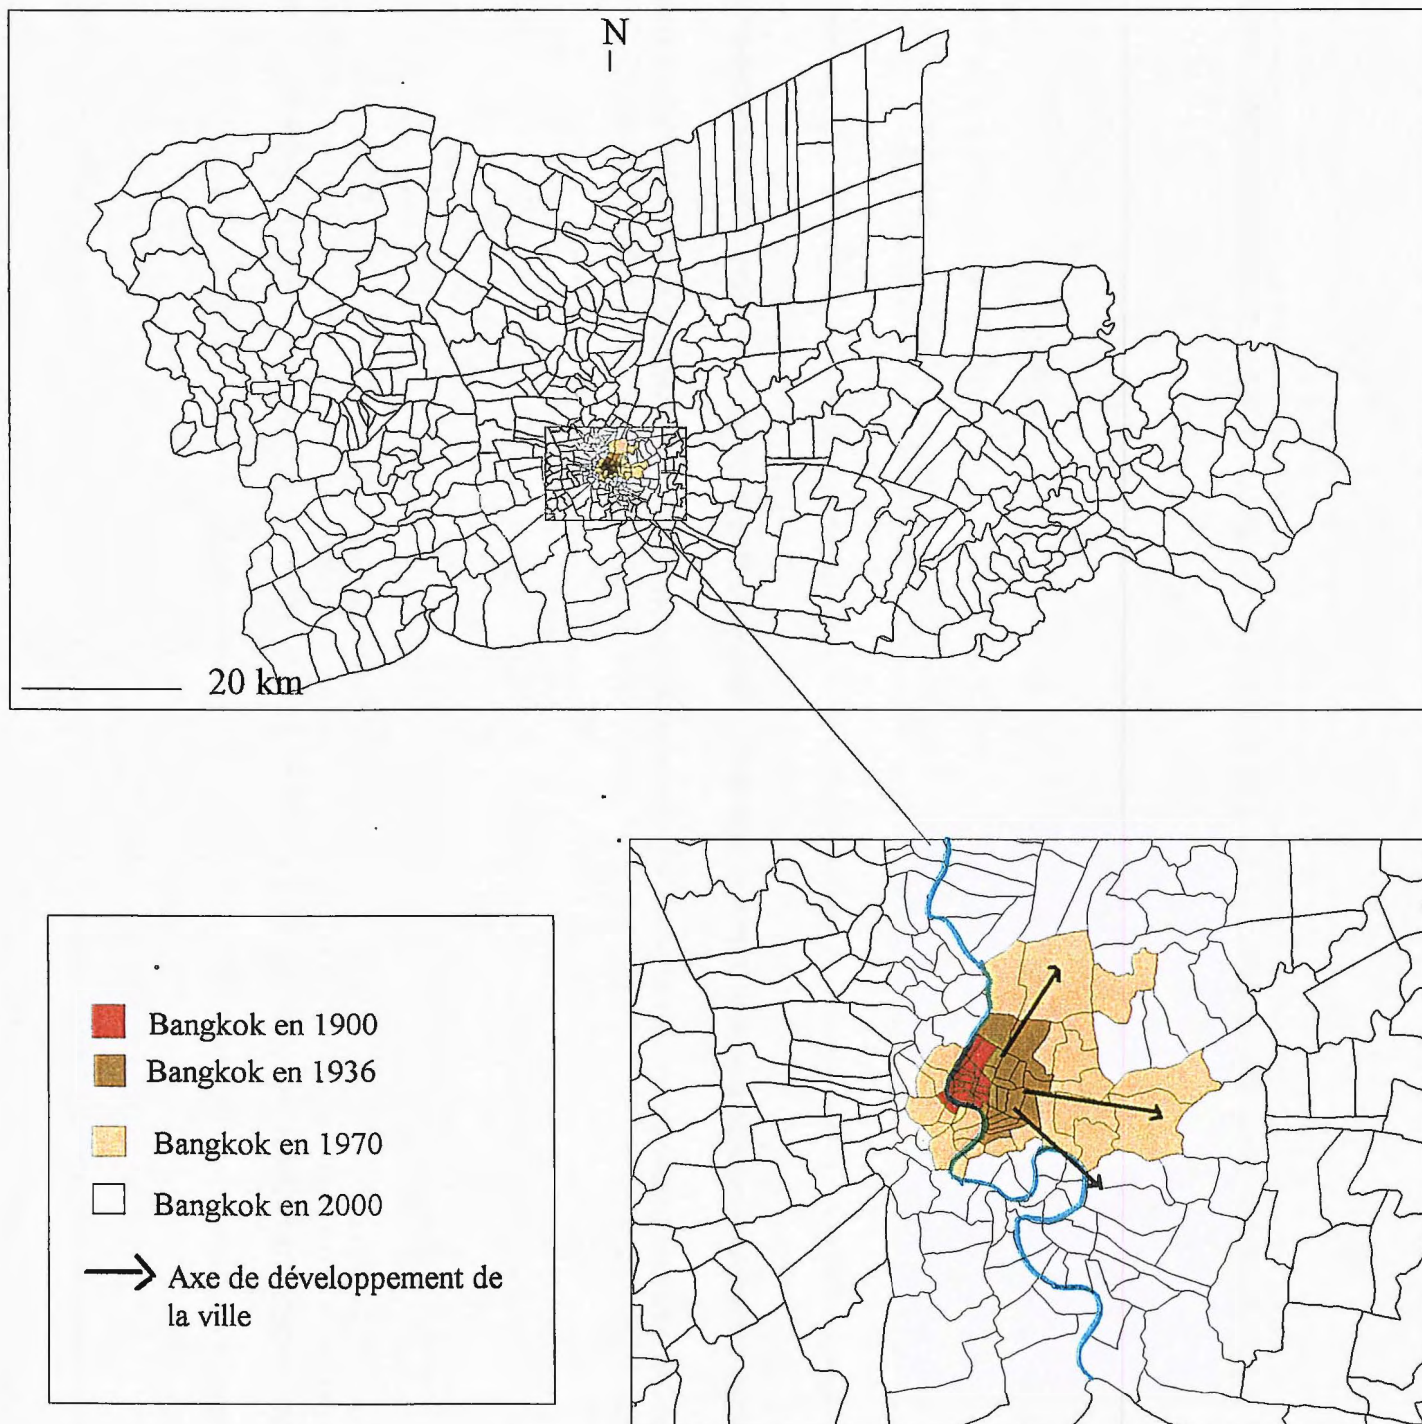 N
20 km
Bangkok en 1900
Bangkok en 1936
Bangkok en 1970
Bangkok en 2000
Axe de développement de
la ville